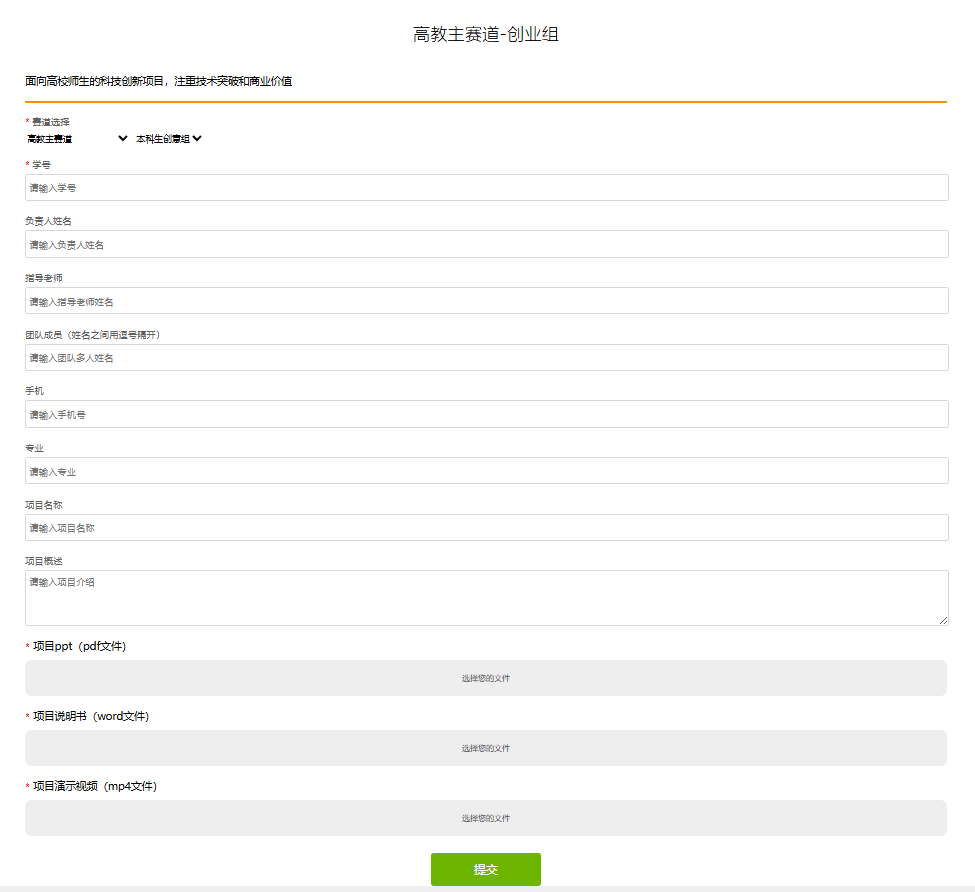 高教主赛道-创业组
面向高校师生的科技创新项目，注重技术突破和商业价值
* 赛道选择
高教主赛道 本科生创意组
* 学号
请输入学号
负责人姓名
请输入负责人姓名
指导老师
请输入指导老师姓名
团队成员（姓名之间用逗号隔开）
请输入团队多人姓名
手机
请输入手机号
专业
请输入专业
项目名称
请输入项目名称
项目概述
请输入项目介绍
* 项目ppt（pdf文件）
选择您的文件
* 项目说明书（word文件）
选择您的文件
* 项目演示视频（mp4文件）
选择您的文件
提交